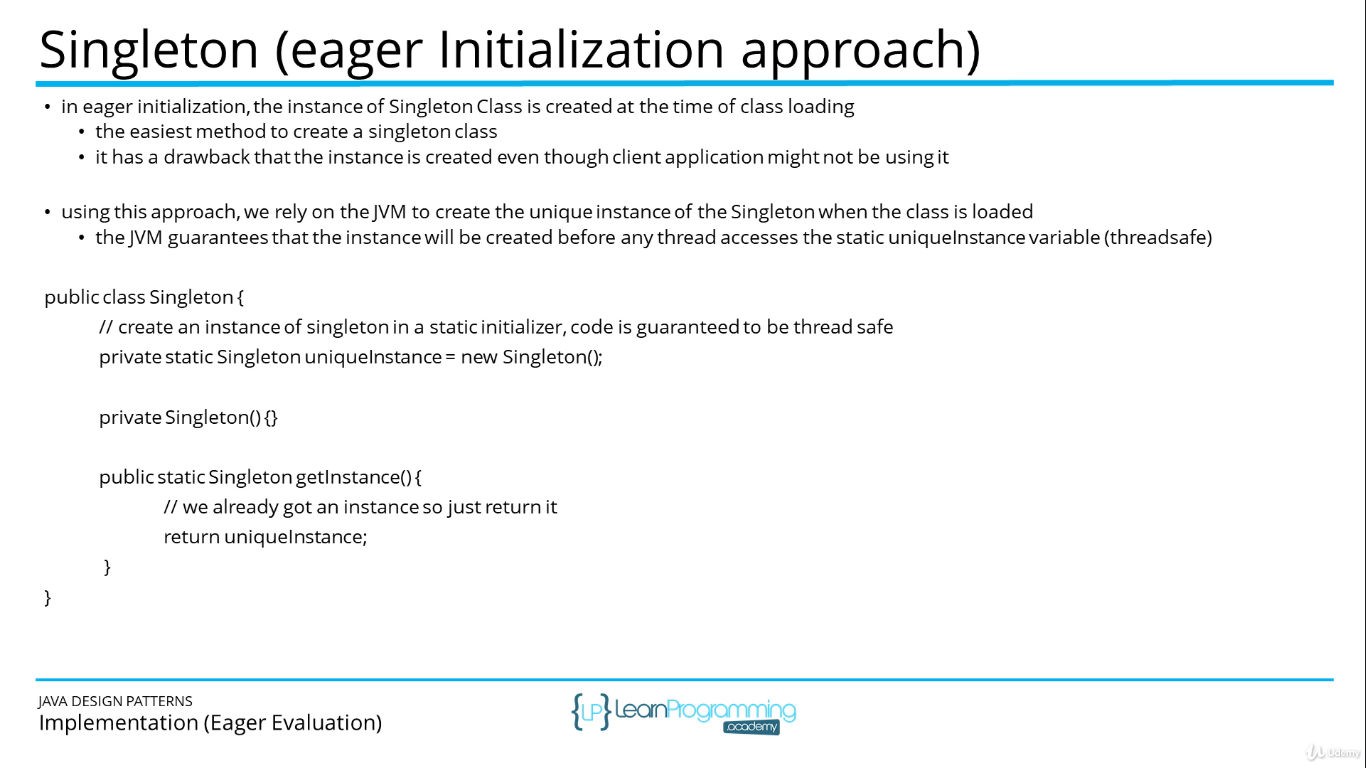 Singleton (eager Initialization approach)
• in eager initialization, the instance of Singleton Class is created at the time of class loading
• the easiest method to create a singleton class
• it has a drawback that the instance is created even though client application might not be using it
• using this approach, we rely on the JVM to create the unique instance of the Singleton when the class is loaded
• the JVM guarantees that the instance will be created before any thread accesses the static uniqueInstance variable (threadsafe)
public class Singleton {
// create an instance of singleton in a static initializer, code is guaranteed to be thread safe
private static Singleton uniqueInstance = new Singleton();
private Singleton() {}
public static Singleton getInstance() {
// we already got an instance so just return it
return uniqueInstance;
}
}
JAVA DESIGN PATTERNS
Implementation (Eager Evaluation)
{LP} LearnProgramming
.academy
Udemy